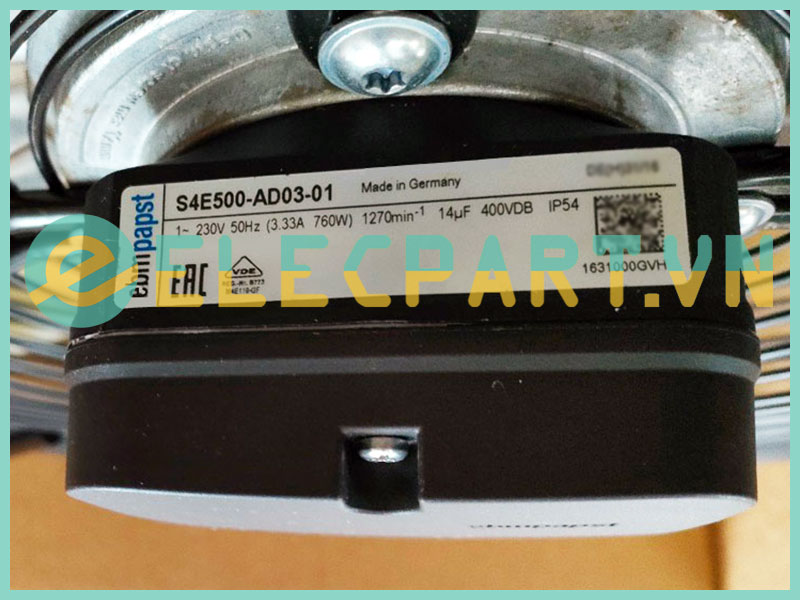 S4E500-AD03-01 Made in Germany
1~ 230V 50Hz (3.33A 760W) 1270min⁻¹ 14µF 400VDB IP54
ebmpapst
EAC
VDE
1631000GVH
ELECPART.VN
ebmpapst